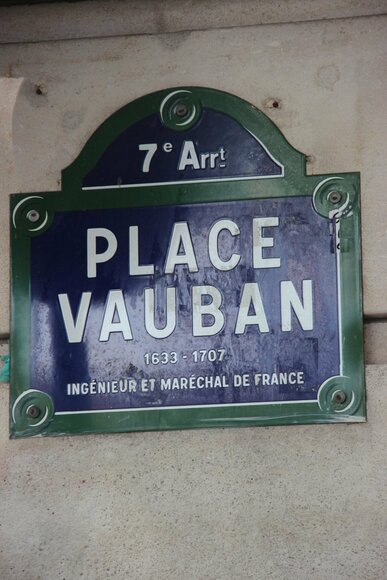 7e Arrt
PLACE
VAUBAN
1633 - 1707
INGÉNIEUR ET MARÉCHAL DE FRANCE